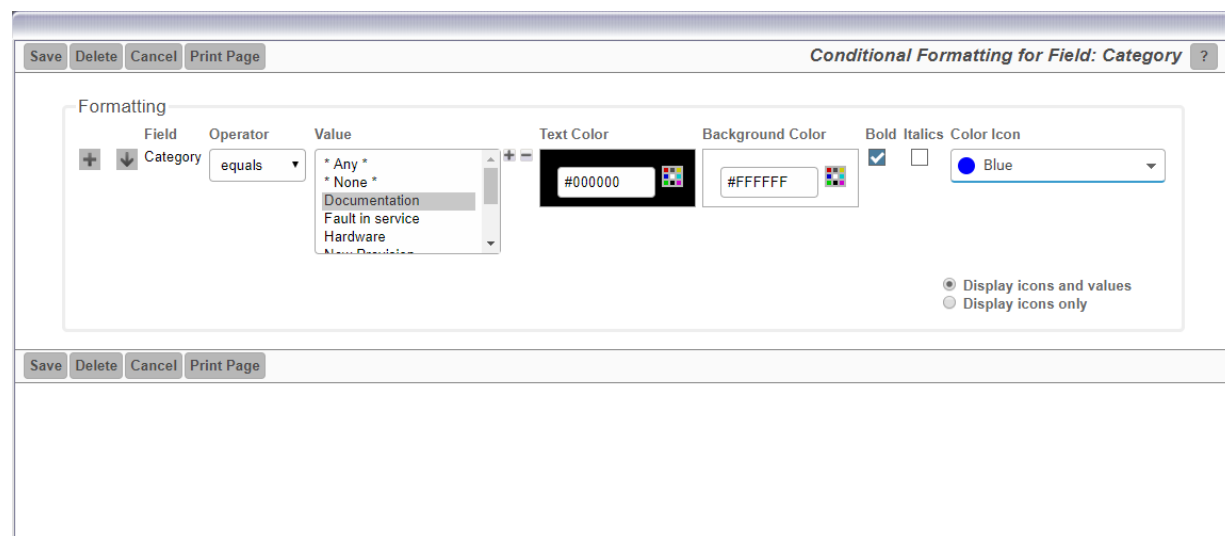 Save Delete Cancel Print Page Conditional Formatting for Field: Category ?
Formatting
Field Operator Value Text Color Background Color Bold Italics Color Icon
Category equals #000000 #FFFFFF Blue
* Any *
* None *
Documentation
Fault in service
Hardware
New Provision
Display icons and values
Display icons only
Save Delete Cancel Print Page